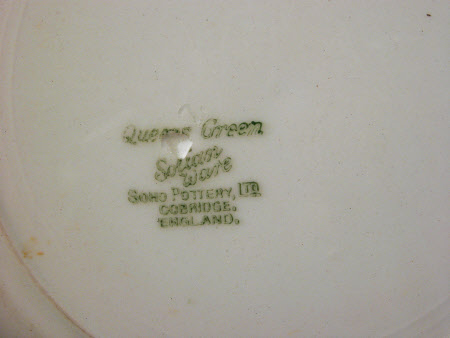 Queens Green
Solian
Ware
SOHO POTTERY, LTD
COBRIDGE.
ENGLAND.